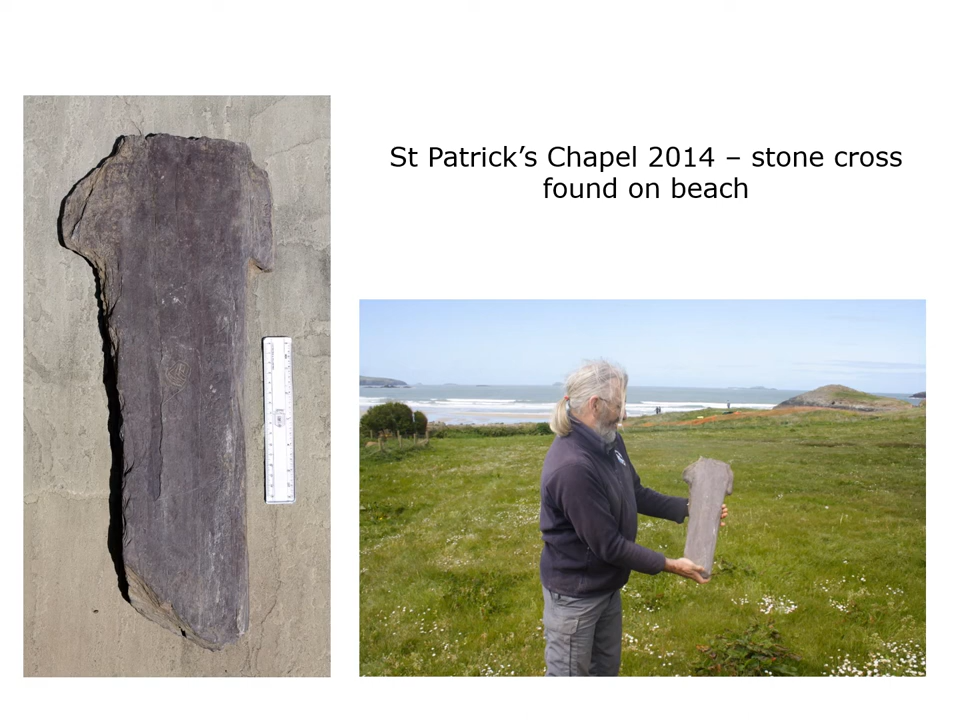 St Patrick’s Chapel 2014 – stone cross
found on beach